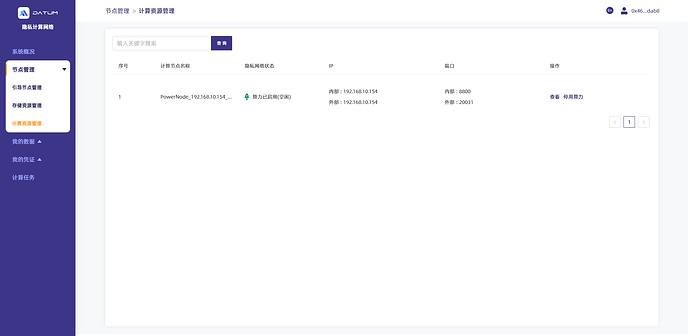 DATUM
隐私计算网络
系统概况
节点管理
引导节点管理
存储资源管理
计算资源管理
我的数据
我的凭证
计算任务
节点管理 > 计算资源管理
0x46...dab0
输入关键字搜索
查 询
序号 计算节点名称 隐私网络状态 IP 端口 操作
1 PowerNode_192.168.10.154_... 算力已启用(空闲) 内部 : 192.168.10.154 内部 : 8800 查看 停用算力
外部 : 192.168.10.154 外部 : 20031
< 1 >